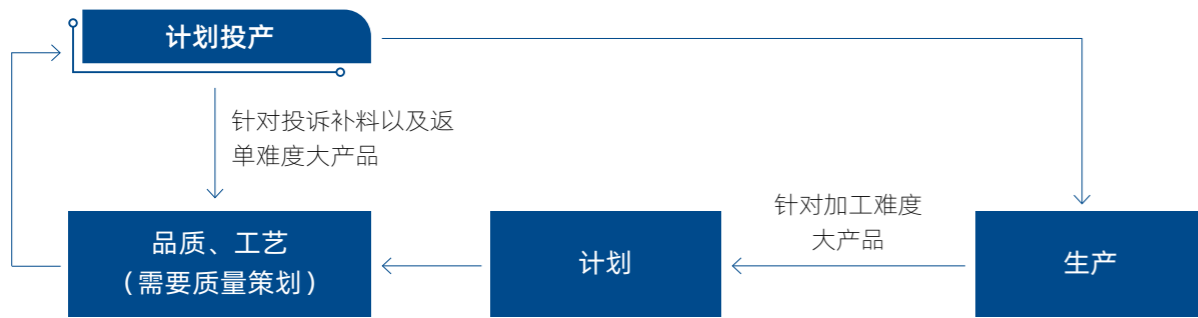 计划投产
针对投诉补料以及返
单难度大产品
针对加工难度
大产品
品质、工艺
（需要质量策划）
计划
生产